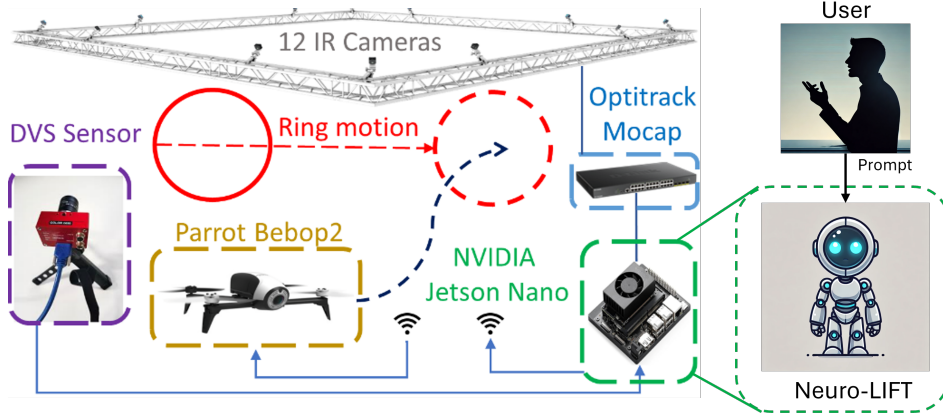 12 IR Cameras
User
DVS Sensor
Ring motion
Optitrack
Mocap
Prompt
Parrot Bebop2
NVIDIA
Jetson Nano
Neuro-LIFT